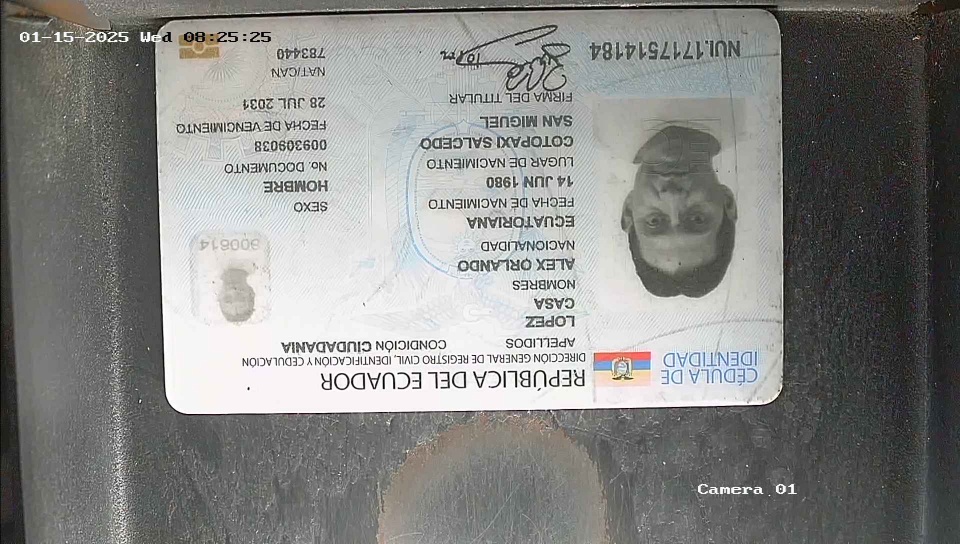 01-15-2025 Wed 08:25:25
CÉDULA DE
IDENTIDAD
REPÚBLICA DEL ECUADOR
DIRECCIÓN GENERAL DE REGISTRO CIVIL, IDENTIFICACIÓN Y CEDULACIÓN
APELLIDOS
CONDICIÓN CIUDADANIA
LOPEZ
CASA
NOMBRES
ALEX ORLANDO
NACIONALIDAD
ECUATORIANA
FECHA DE NACIMIENTO
14 JUN 1980
LUGAR DE NACIMIENTO
COTOPAXI SALCEDO
SAN MIGUEL
FIRMA DEL TITULAR
SEXO
HOMBRE
No. DOCUMENTO
009309038
FECHA DE VENCIMIENTO
28 JUL 2031
NAT/CAN
783440
NUI.1717514184
Camera 01